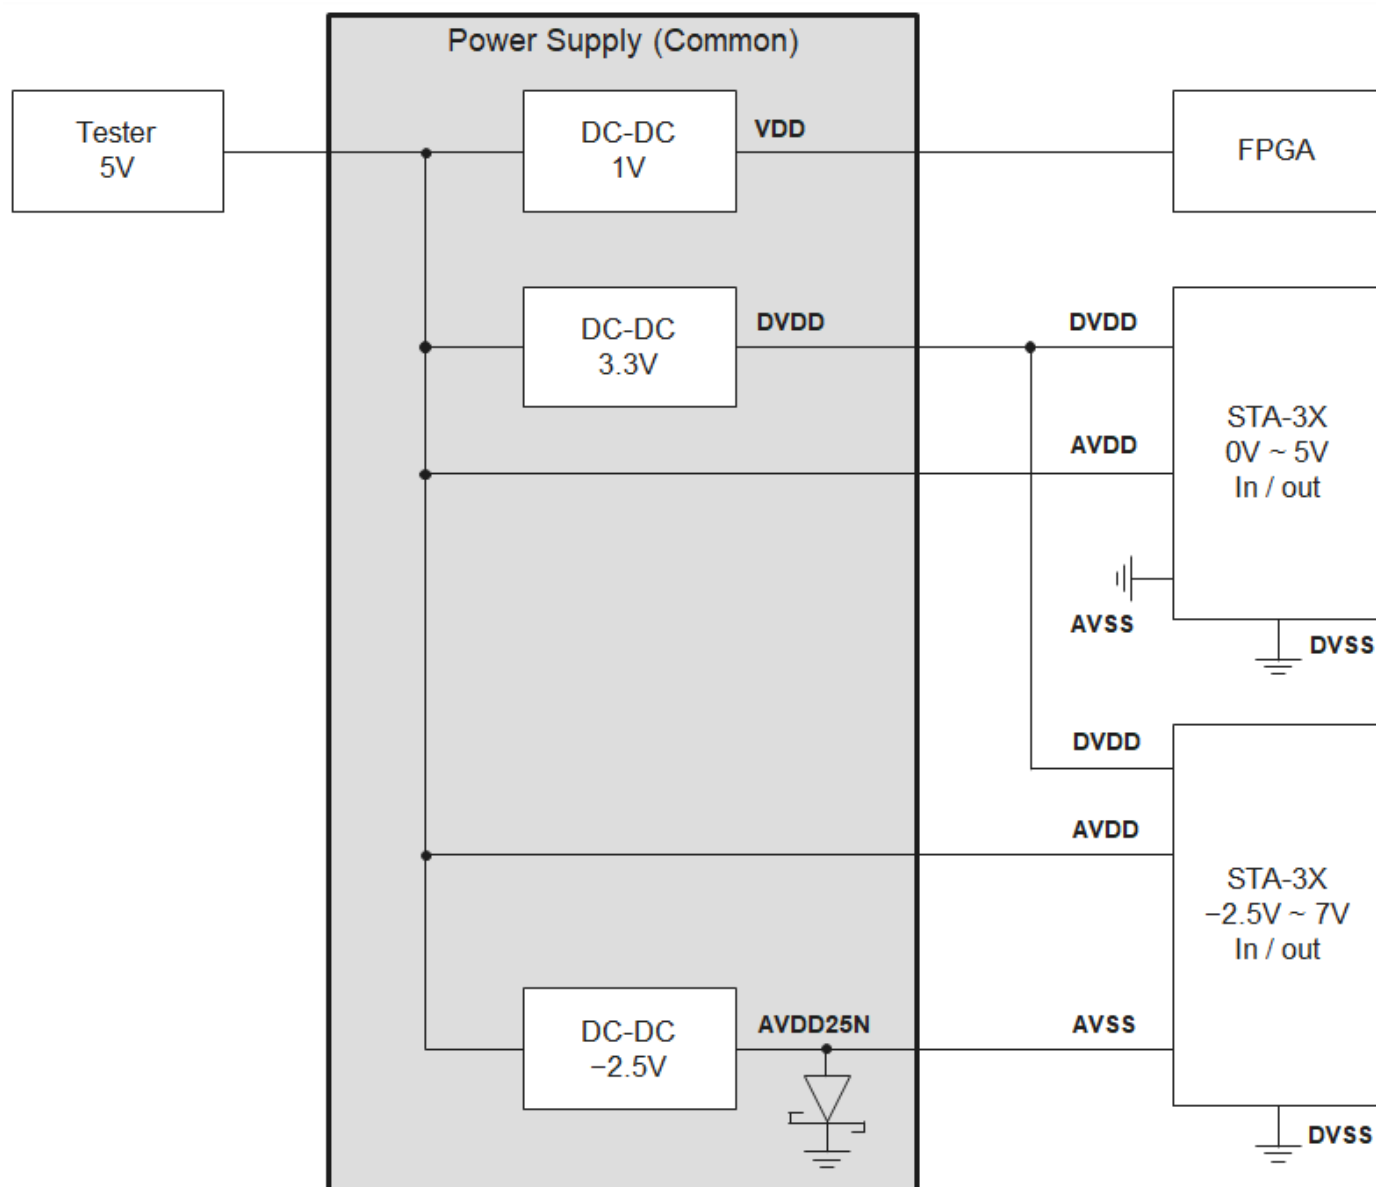 Power Supply (Common)
Tester
5V
DC-DC
1V
VDD
FPGA
DC-DC
3.3V
DVDD
DVDD
AVDD
STA-3X
0V ~ 5V
In / out
AVSS
DVSS
DVDD
AVDD
STA-3X
−2.5V ~ 7V
In / out
DC-DC
−2.5V
AVDD25N
AVSS
DVSS